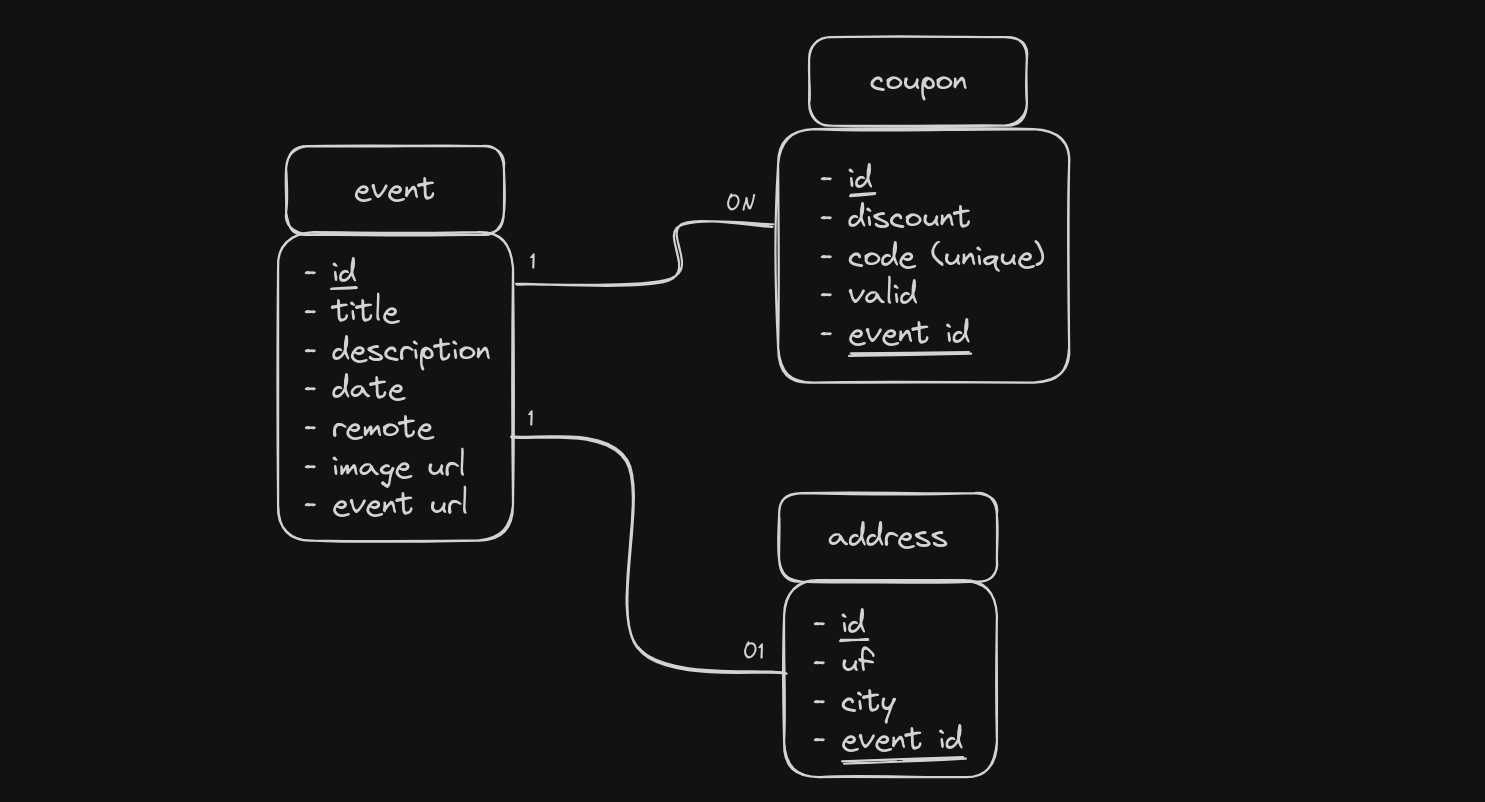 event
- id
- title
- description
- date
- remote
- image url
- event url
1
1
0N
01
coupon
- id
- discount
- code (unique)
- valid
- event id
address
- id
- uf
- city
- event id